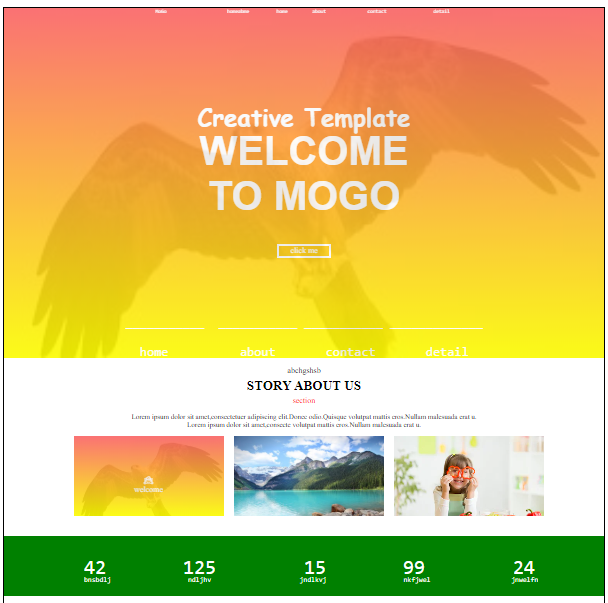 Home homedmw home about contact detail
Creative Template
WELCOME
TO MOGO
click me
home about contact detail
abchgshsb
STORY ABOUT US
section
Lorem ipsum dolor sit amet,consectetuer adipiscing elit.Donec odio.Quisque volutpat mattis eros.Nullam malesuada erat u.
Lorem ipsum dolor sit amet,consecte volutpat mattis eros.Nullam malesuada erat u.
welcome
42 125 15 99 24
bnsbdlj mdljhv jndlkvj nkfjwel jnwelfn